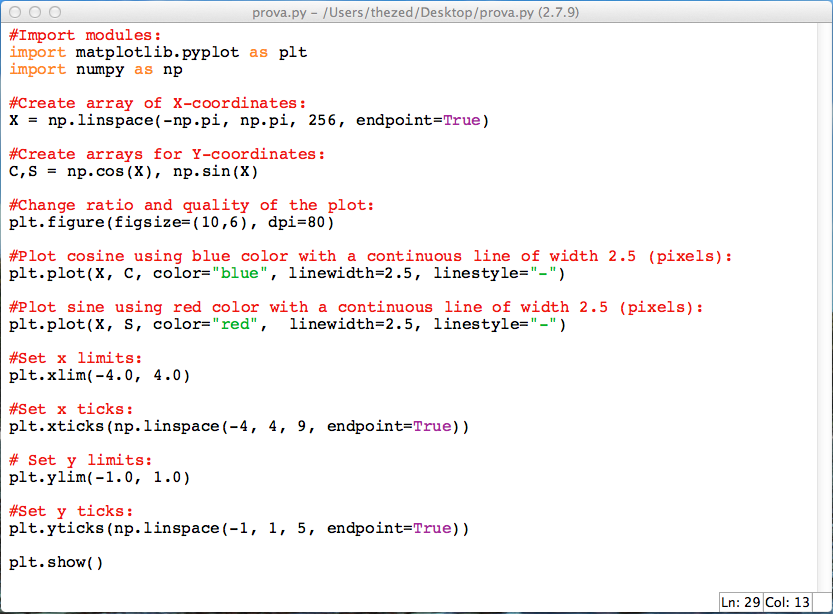 prova.py – /Users/thezed/Desktop/prova.py (2.7.9)
#Import modules:
import matplotlib.pyplot as plt
import numpy as np
#Create array of X-coordinates:
X = np.linspace(-np.pi, np.pi, 256, endpoint=True)
#Create arrays for Y-coordinates:
C,S = np.cos(X), np.sin(X)
#Change ratio and quality of the plot:
plt.figure(figsize=(10,6), dpi=80)
#Plot cosine using blue color with a continuous line of width 2.5 (pixels):
plt.plot(X, C, color="blue", linewidth=2.5, linestyle="-")
#Plot sine using red color with a continuous line of width 2.5 (pixels):
plt.plot(X, S, color="red",  linewidth=2.5, linestyle="-")
#Set x limits:
plt.xlim(-4.0, 4.0)
#Set x ticks:
plt.xticks(np.linspace(-4, 4, 9, endpoint=True))
# Set y limits:
plt.ylim(-1.0, 1.0)
#Set y ticks:
plt.yticks(np.linspace(-1, 1, 5, endpoint=True))
plt.show()
Ln: 29 Col: 13